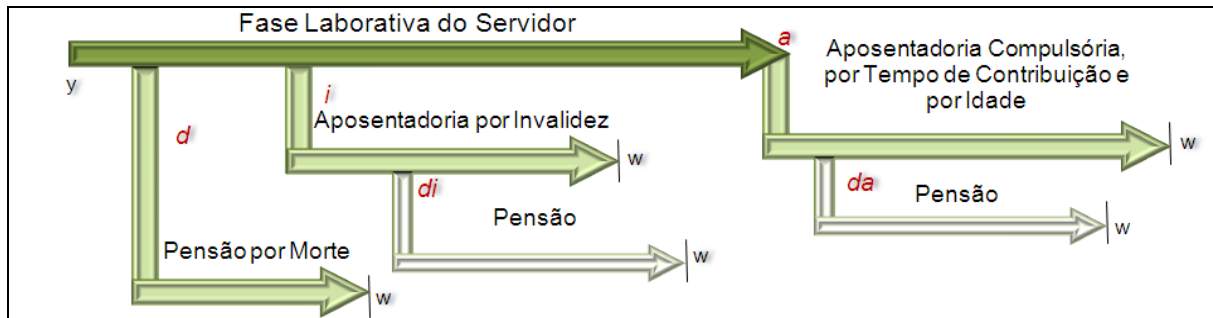 Fase Laborativa do Servidor
a
Aposentadoria Compulsória,
por Tempo de Contribuição e
por Idade
y
i
Aposentadoria por Invalidez
d
w
w
di
da
Pensão
Pensão
w
Pensão por Morte
w
w